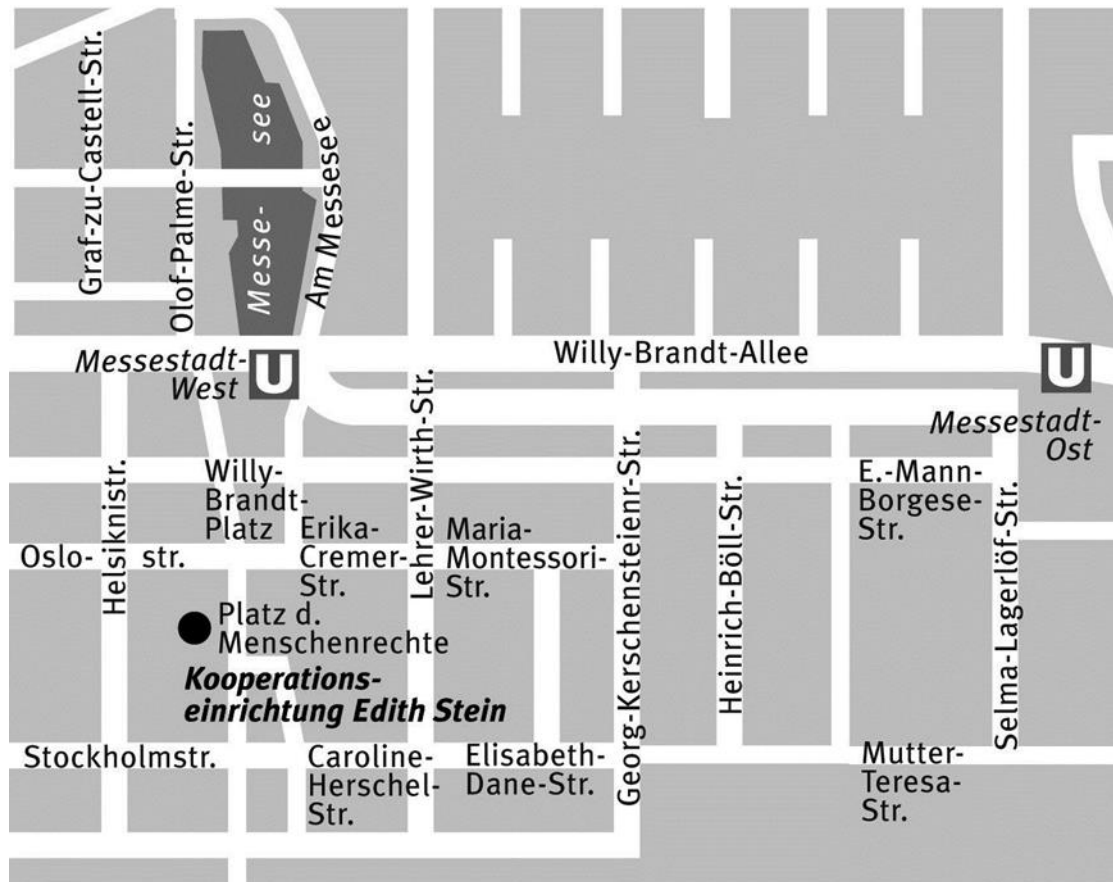 Graf-zu-Castell-Str.
Olof-Palme-Str.
Messe-
see
Am Messesee
Messestadt-
West
U
Willy-Brandt-Allee
U
Messestadt-
Ost
Helsiknistr.
Willy-
Brandt-
Platz
Erika-
Cremer-
Str.
Lehrer-Wirth-Str.
Maria-
Montessori-
Str.
Georg-Kerschensteienr-Str.
Heinrich-Böll-Str.
E.-Mann-
Borgese-
Str.
Selma-Lagerlöf-Str.
Oslo- str.
Platz d.
Menschenrechte
Kooperations-
einrichtung Edith Stein
Stockholmstr.
Caroline-
Herschel-
Str.
Elisabeth-
Dane-Str.
Mutter-
Teresa-
Str.